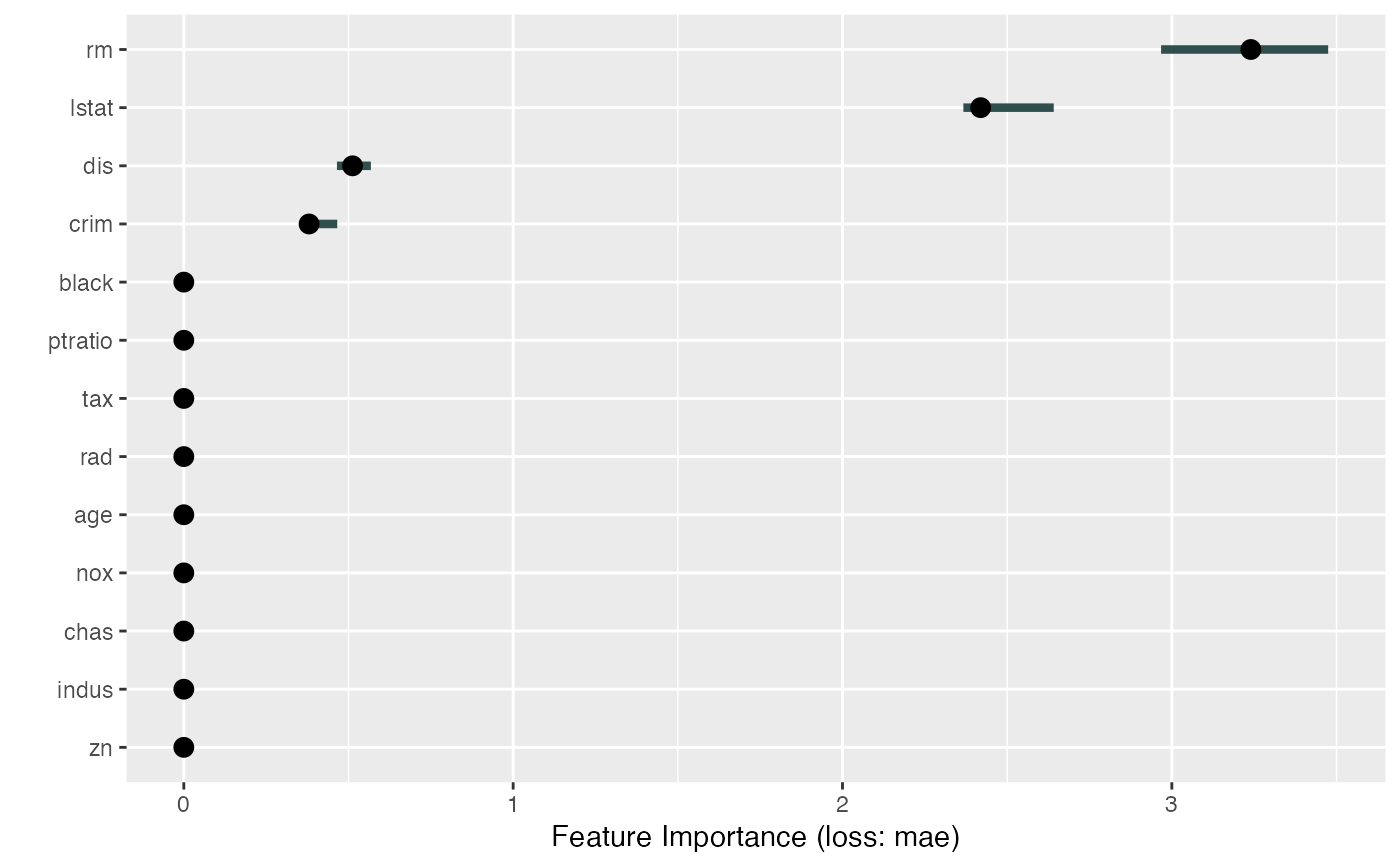 rm
lstat
dis
crim
black
ptratio
tax
rad
age
nox
chas
indus
zn
0 1 2 3
Feature Importance (loss: mae)